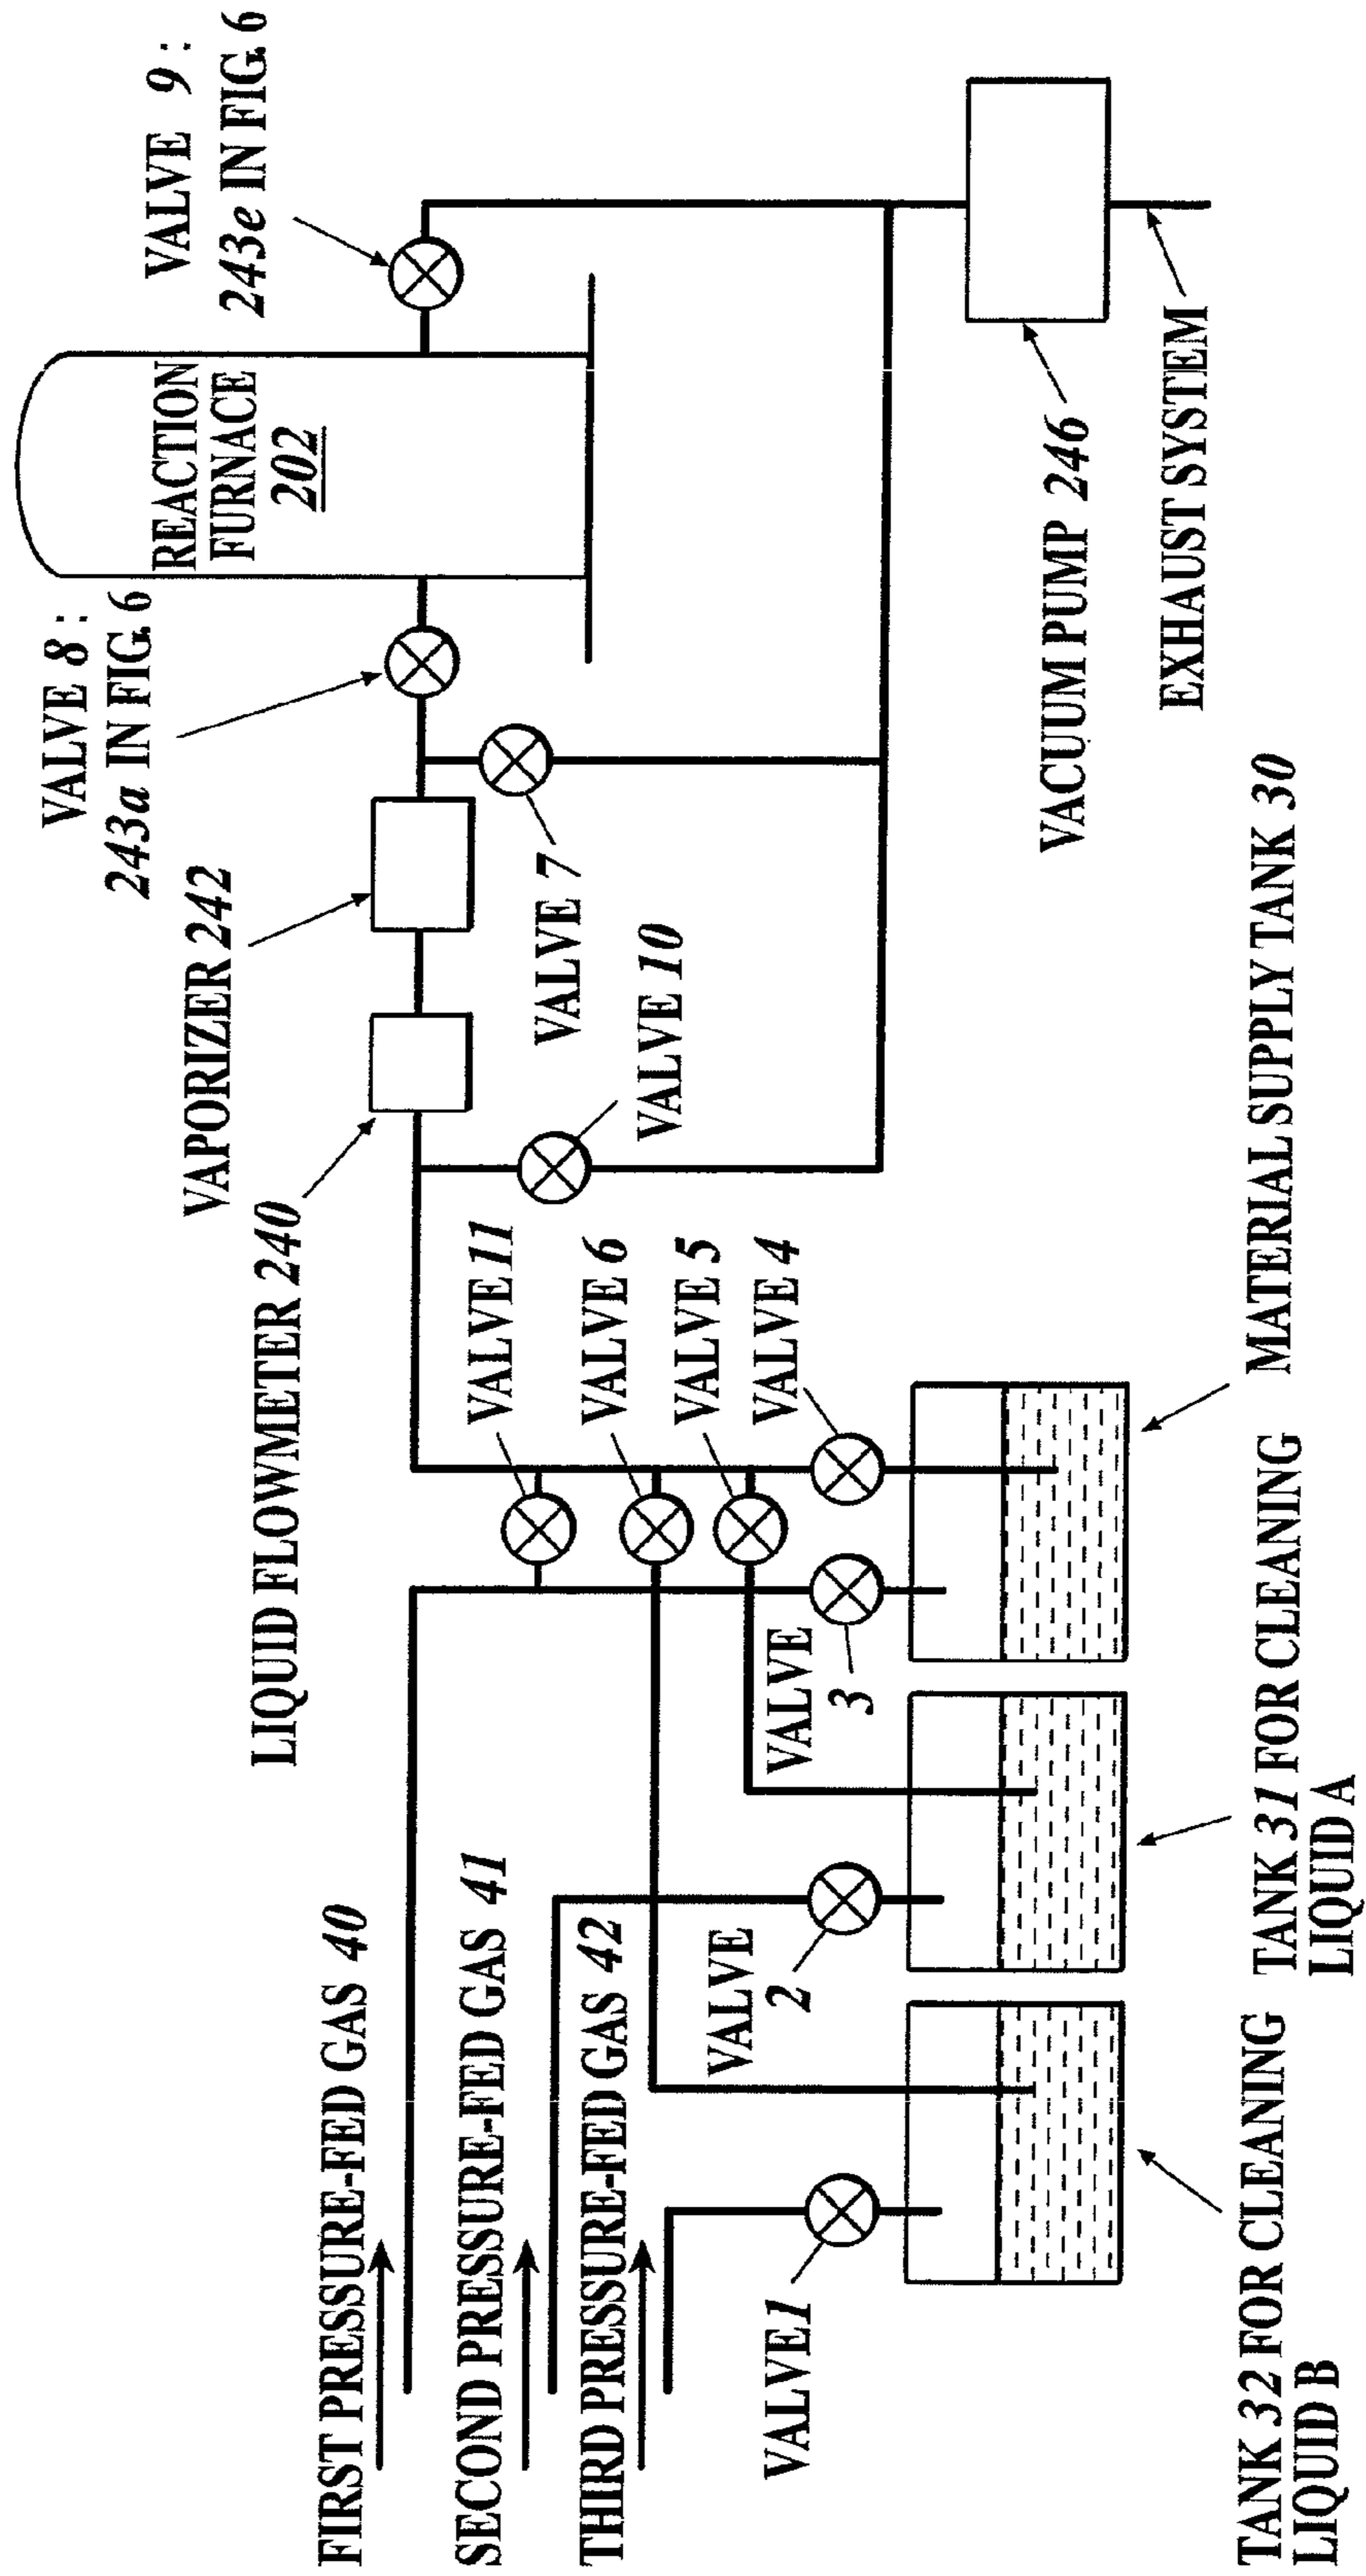 VALVE 9 :
243e IN FIG. 6
VALVE 8 :
243a IN FIG. 6
REACTION
FURNACE
202
VAPORIZER 242
LIQUID FLOWMETER 240
VALVE 7
VALVE 10
VACUUM PUMP 246
EXHAUST SYSTEM
VALVE 11
VALVE 6
VALVE 5
VALVE 4
FIRST PRESSURE-FED GAS 40
SECOND PRESSURE-FED GAS 41
THIRD PRESSURE-FED GAS 42
VALVE
3
VALVE
2
VALVE1
MATERIAL SUPPLY TANK 30
TANK 31 FOR CLEANING
LIQUID A
TANK 32 FOR CLEANING
LIQUID B